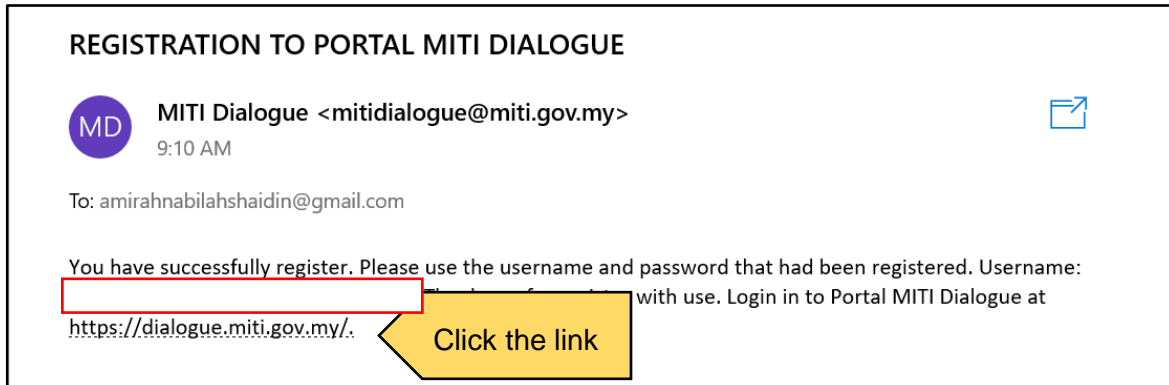 REGISTRATION TO PORTAL MITI DIALOGUE
MD
MITI Dialogue <mitidialogue@miti.gov.my>
9:10 AM
To: amirahnabilahshaidin@gmail.com
You have successfully register. Please use the username and password that had been registered. Username:
with use. Login in to Portal MITI Dialogue at
https://dialogue.miti.gov.my/.
Click the link